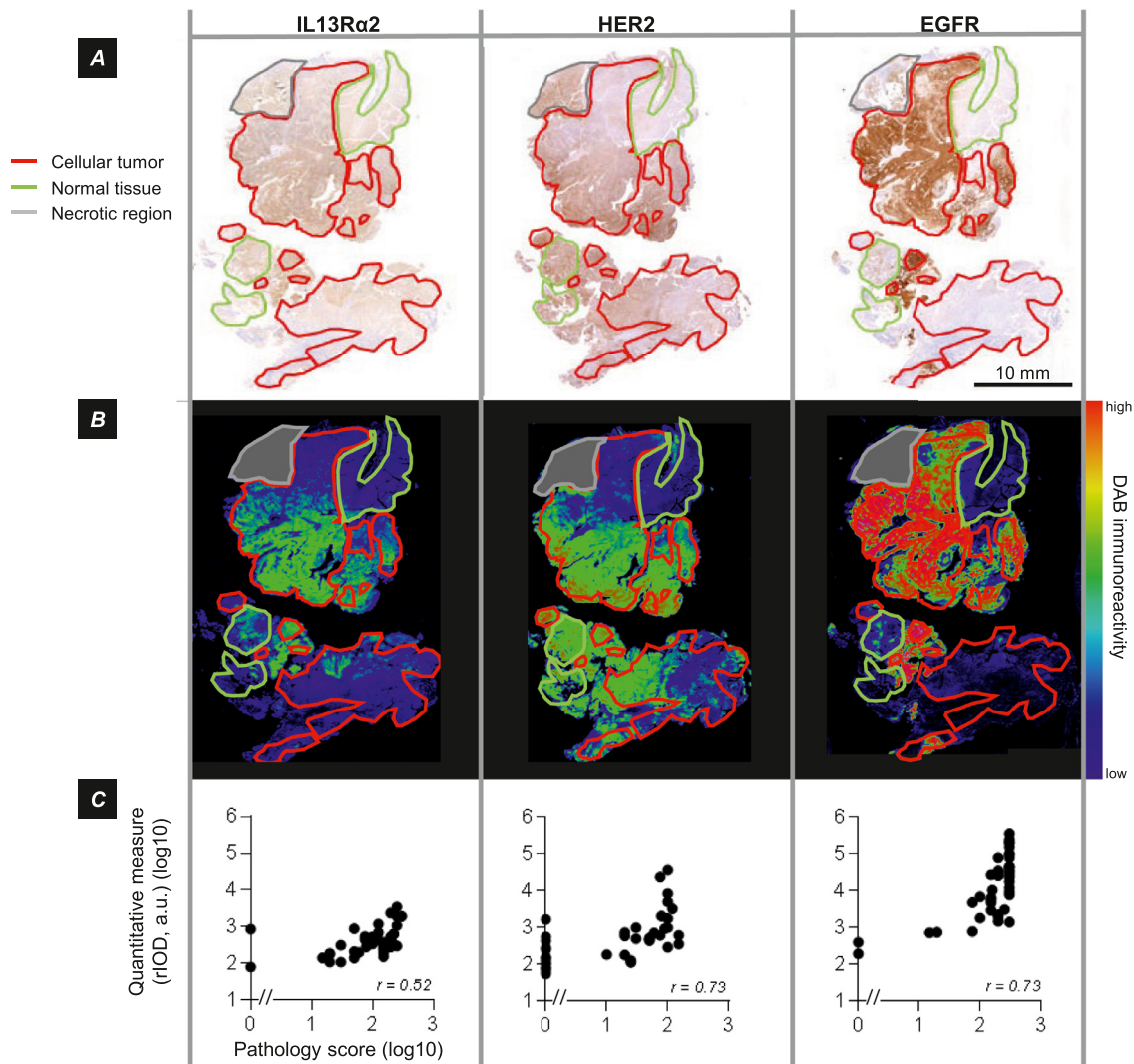 IL13Rα2 HER2 EGFR
A
Cellular tumor
Normal tissue
Necrotic region
10 mm
B
high
DAB immunoreactivity
low
C
Quantitative measure
(rIOD, a.u.) (log10)
6 6 6
5 5 5
4 4 4
3 3 3
2 2 2
1 1 1
r = 0.52 r = 0.73 r = 0.73
0 // 1 2 3 0 // 1 2 3 0 // 1 2 3
Pathology score (log10)